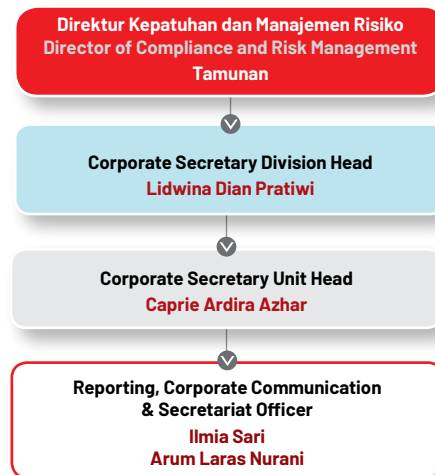 Direktur Kepatuhan dan Manajemen Risiko
Director of Compliance and Risk Management
Tamunan
Corporate Secretary Division Head
Lidwina Dian Pratiwi
Corporate Secretary Unit Head
Caprie Ardira Azhar
Reporting, Corporate Communication
& Secretariat Officer
Ilmia Sari
Arum Laras Nurani